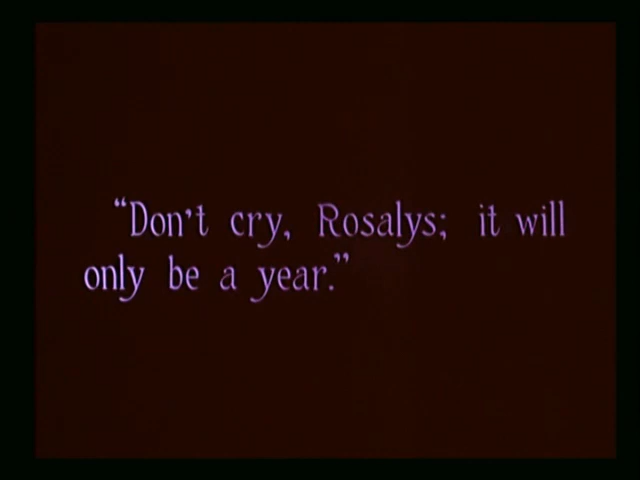 “Don't cry, Rosalys; it will
only be a year.”